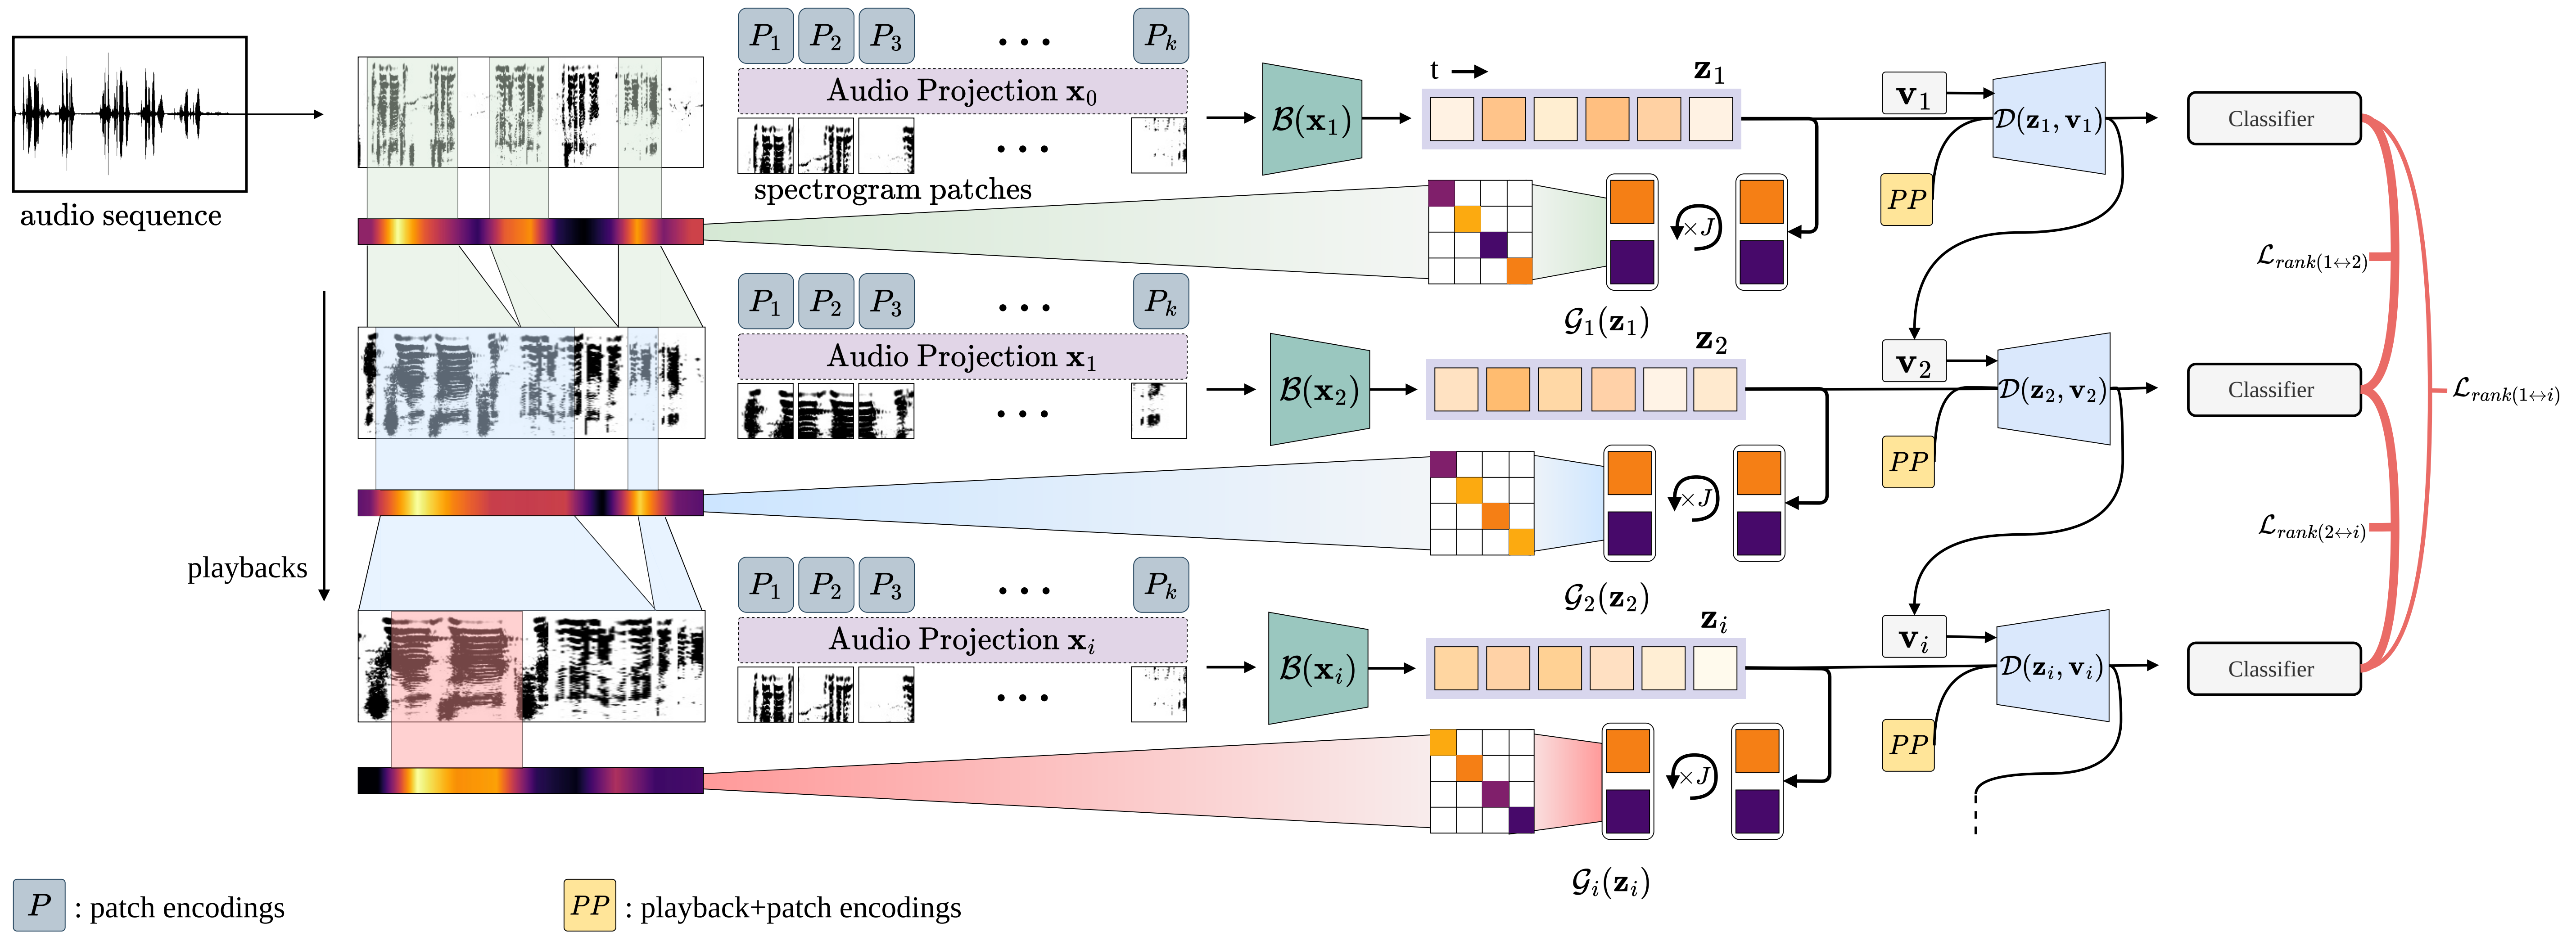 audio sequence
P₁ P₂ P₃ ... Pₖ
Audio Projection x₀
spectrogram patches
ℬ(x₁)
t
z₁
v₁
𝒟(z₁, v₁)
PP
Classifier
×J
𝒢₁(z₁)
ℒrank(1↔2)
P₁ P₂ P₃ ... Pₖ
Audio Projection x₁
ℬ(x₂)
z₂
v₂
𝒟(z₂, v₂)
PP
Classifier
ℒrank(1↔i)
×J
𝒢₂(z₂)
ℒrank(2↔i)
playbacks
P₁ P₂ P₃ ... Pₖ
Audio Projection xᵢ
ℬ(xᵢ)
zᵢ
vᵢ
𝒟(zᵢ, vᵢ)
PP
Classifier
×J
𝒢ᵢ(zᵢ)
P : patch encodings
PP : playback+patch encodings